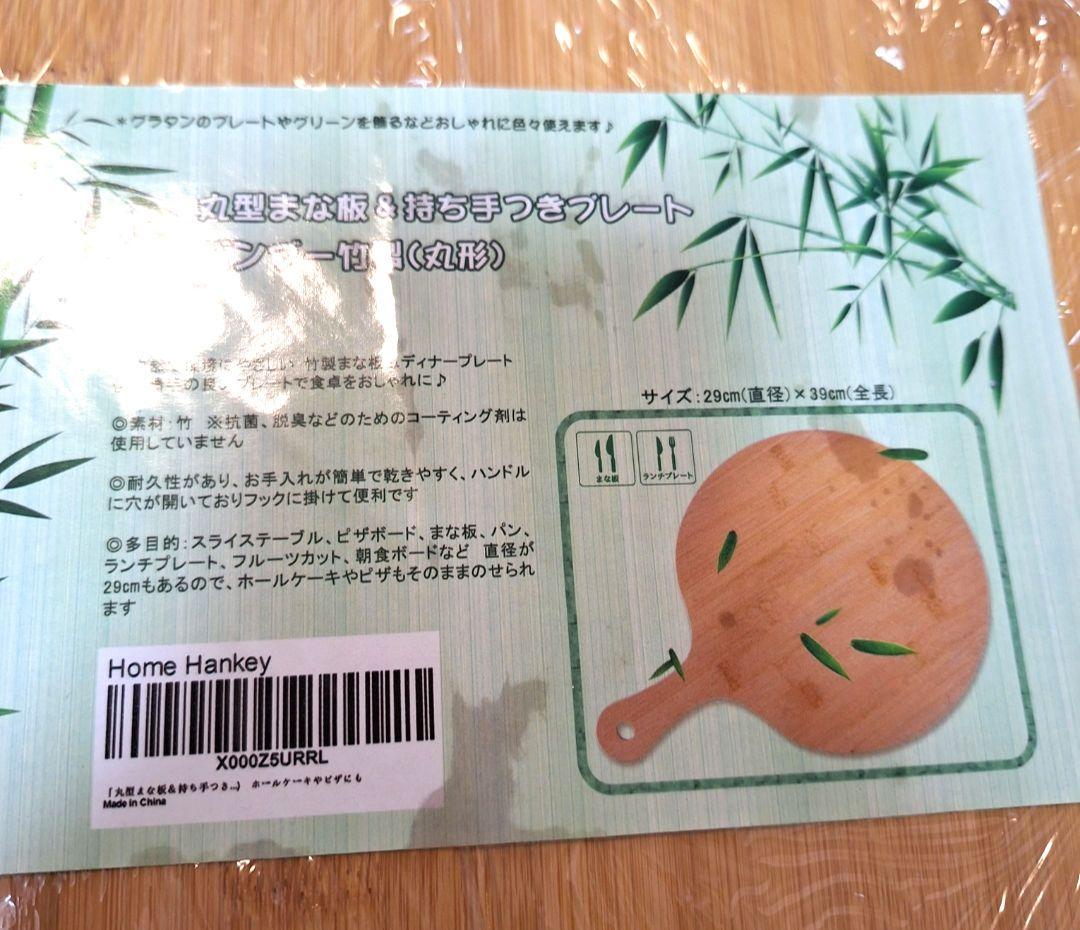 *グラタンのプレートやグリーンを飾るなどおしゃれに色々使えます♪
丸型まな板&持ち手つきプレート
ンブー竹製(丸形)
やさしい 竹製まな板&ディナープレート
プレートで食卓をおしゃれに♪
◎素材:竹 ※抗菌、脱臭などのためのコーティング剤は
使用していません
◎耐久性があり、お手入れが簡単で乾きやすく、ハンドル
に穴が開いておりフックに掛けて便利です
◎多目的:スライステーブル、ピザボード、まな板、パン、
ランチプレート、フルーツカット、朝食ボードなど 直径が
29cmもあるので、ホールケーキやピザもそのままのせられ
ます
サイズ:29cm(直径)×39cm(全長)
まな板
ランチプレート
Home Hankey
X000Z5URRL
「丸型まな板&持ち手つき...) ホールケーキやピザにも
Made in China